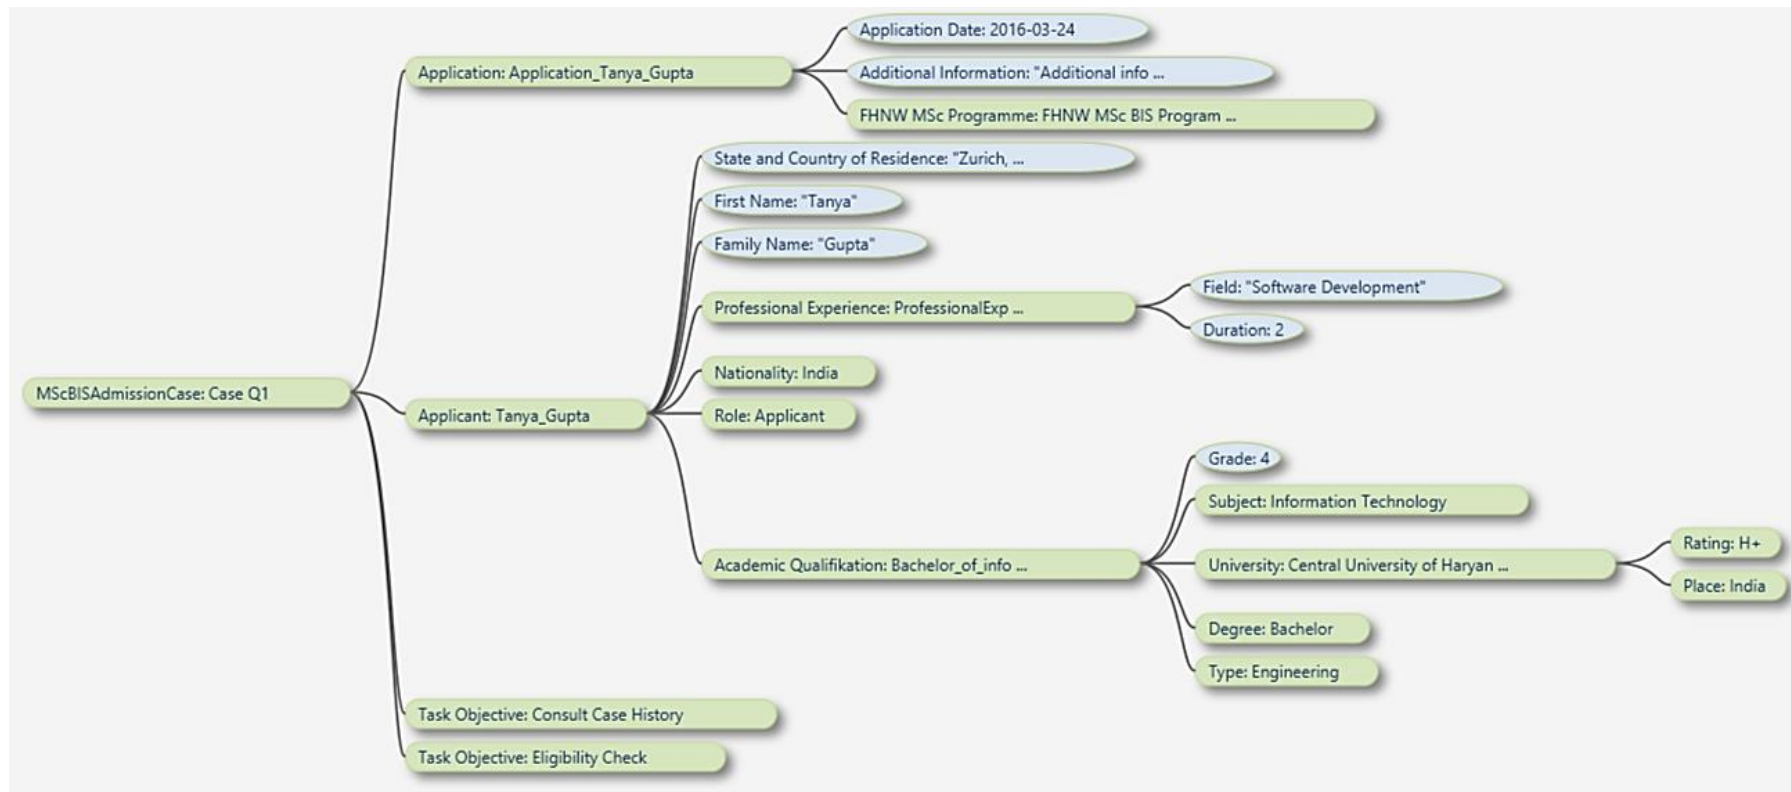 Application Date: 2016-03-24
Application: Application_Tanya_Gupta
Additional Information: "Additional info ...
FHNW MSc Programme: FHNW MSc BIS Program ...
State and Country of Residence: "Zurich, ...
First Name: "Tanya"
Family Name: "Gupta"
Professional Experience: ProfessionalExp ...
Field: "Software Development"
Duration: 2
Nationality: India
MScBISAdmissionCase: Case Q1
Applicant: Tanya_Gupta
Role: Applicant
Grade: 4
Subject: Information Technology
Academic Qualifikation: Bachelor_of_info ...
University: Central University of Haryan ...
Rating: H+
Place: India
Degree: Bachelor
Type: Engineering
Task Objective: Consult Case History
Task Objective: Eligibility Check